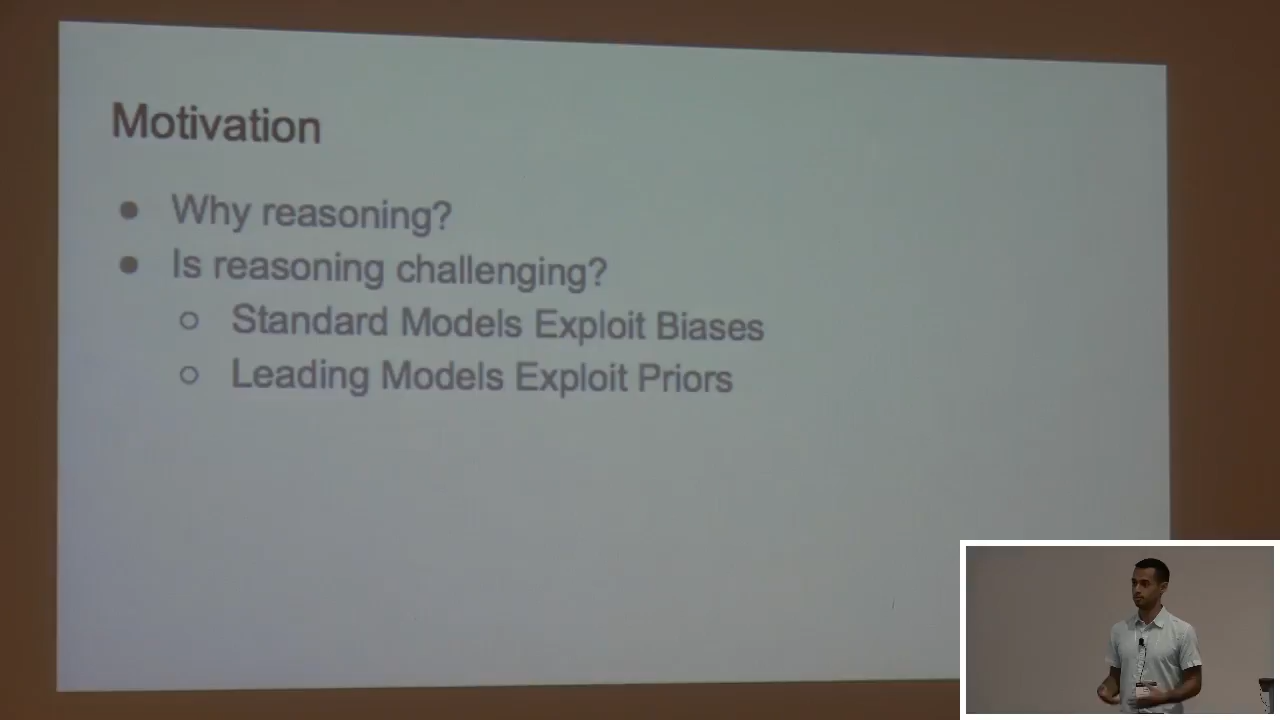 Motivation
Why reasoning?
Is reasoning challenging?
Standard Models Exploit Biases
Leading Models Exploit Priors